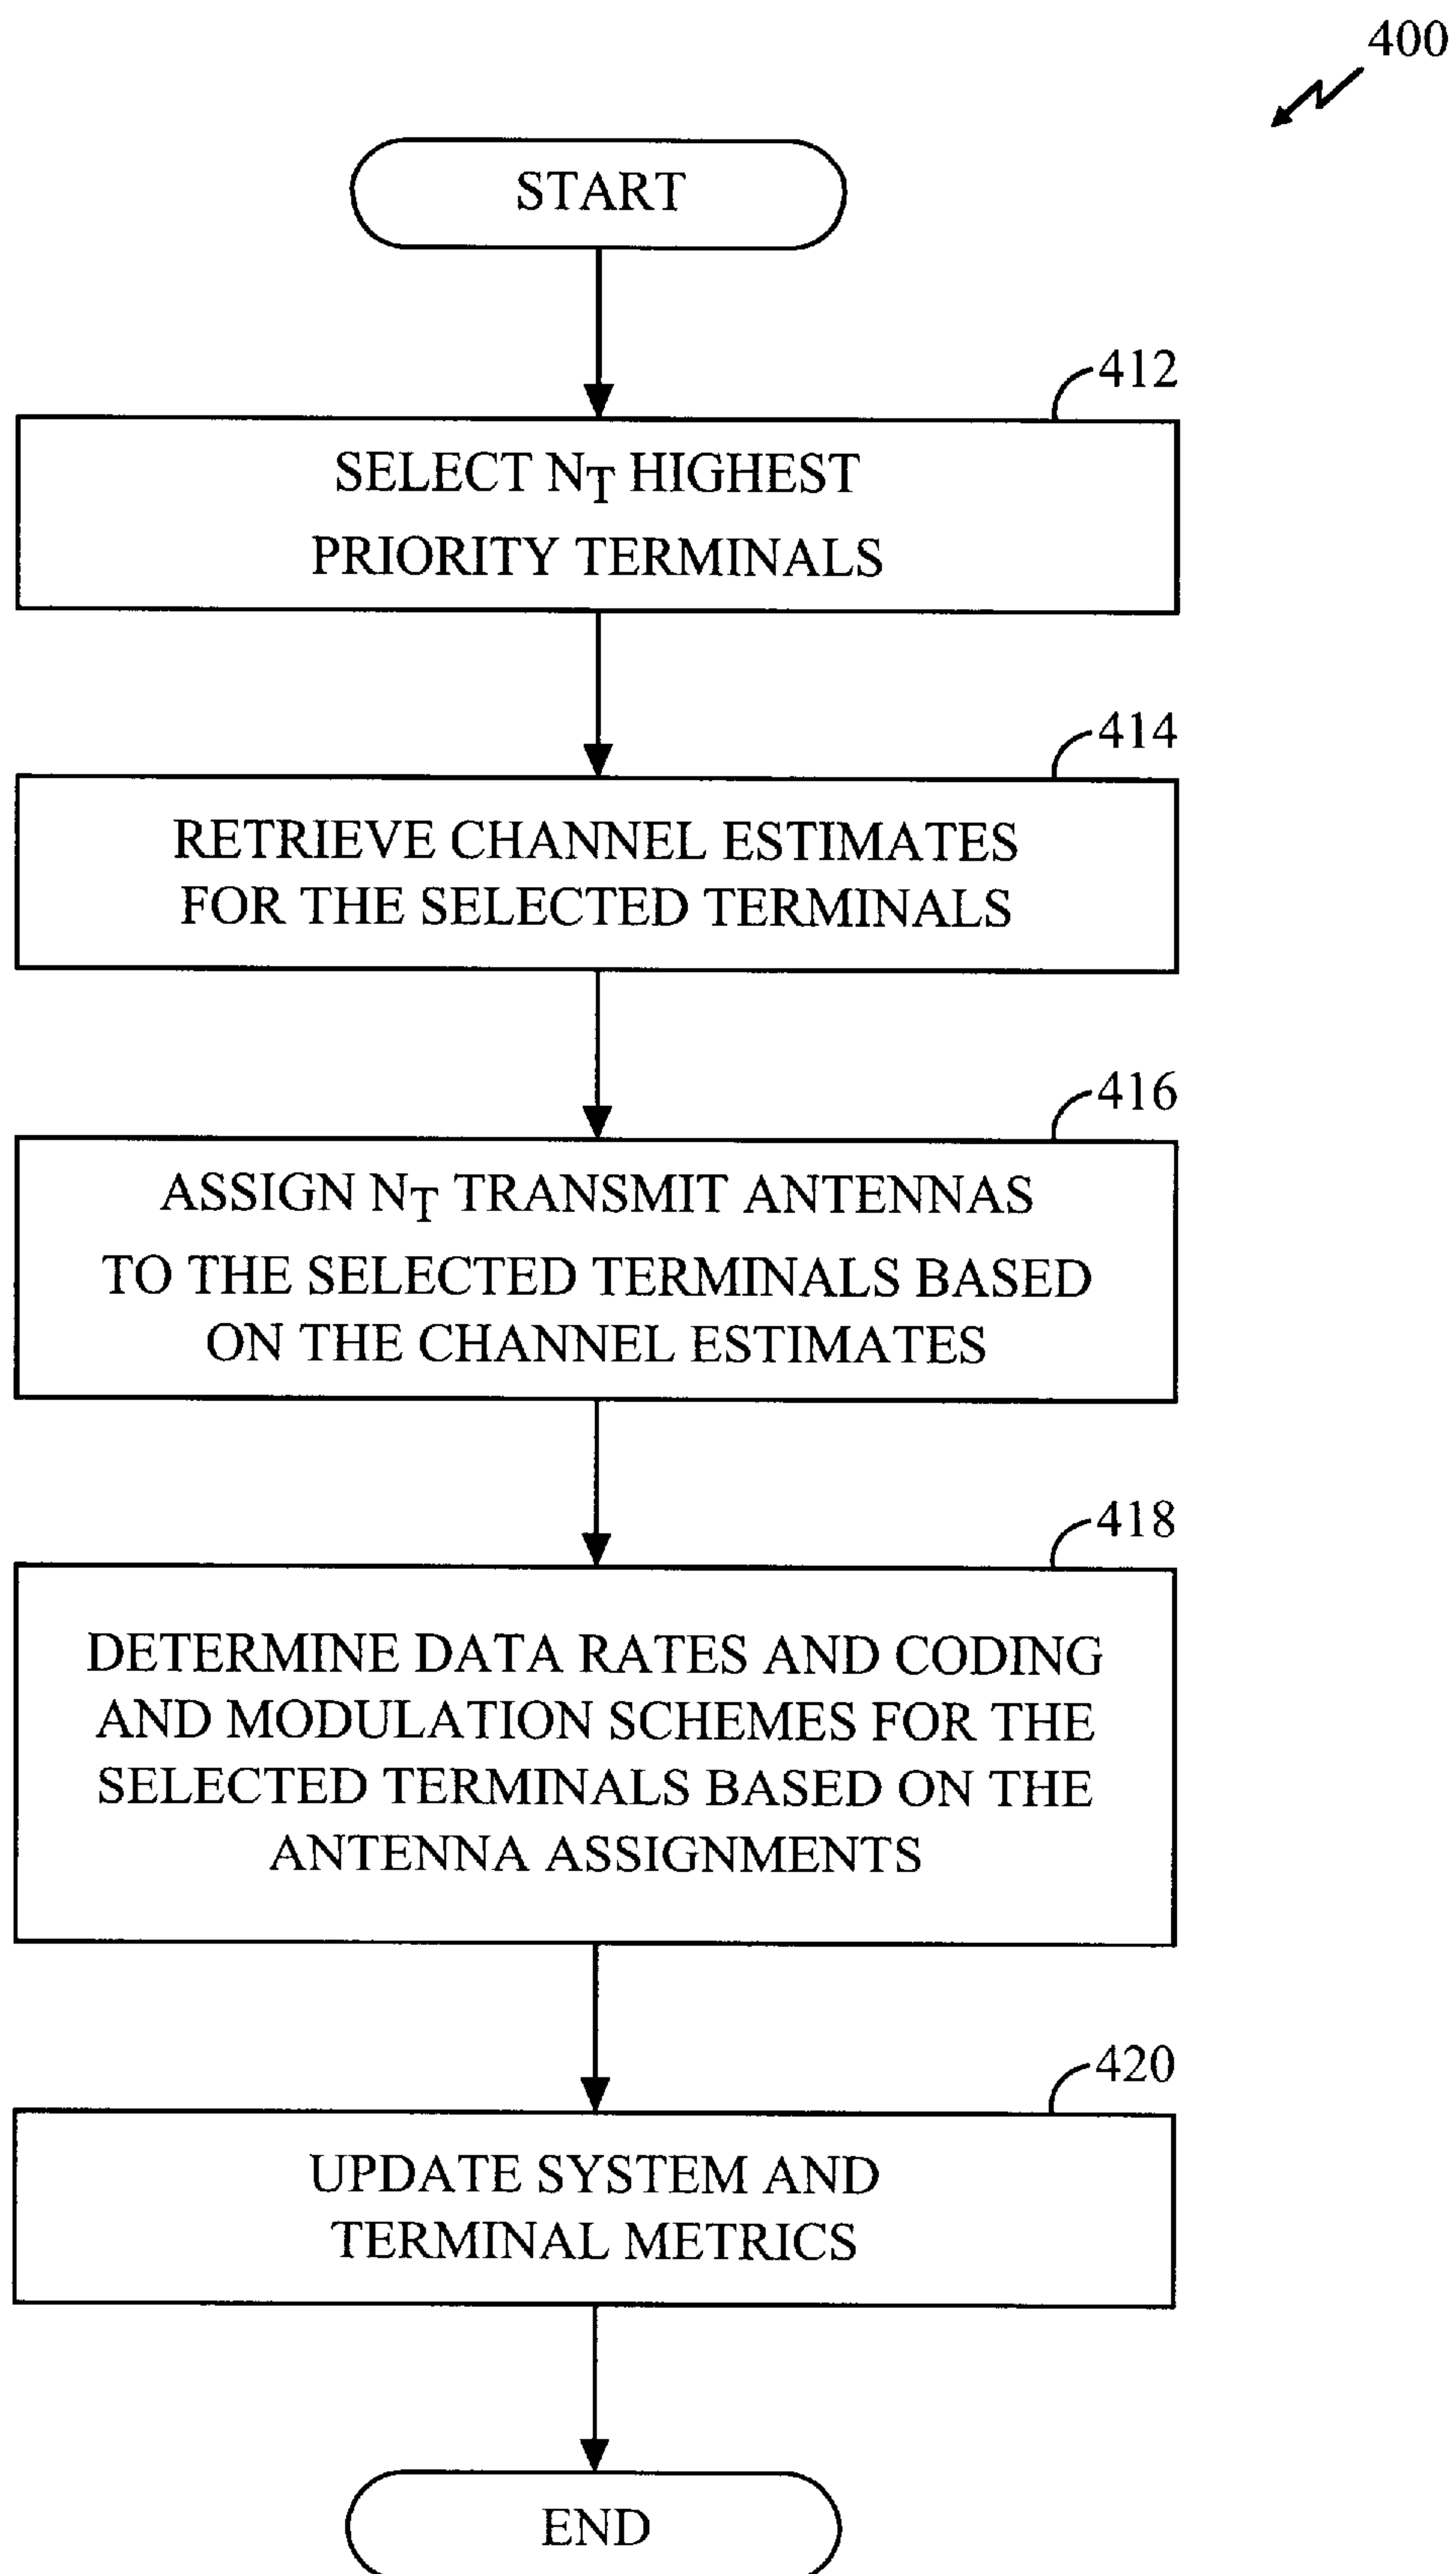 400
START
412
SELECT N_T HIGHEST
PRIORITY TERMINALS
414
RETRIEVE CHANNEL ESTIMATES
FOR THE SELECTED TERMINALS
416
ASSIGN N_T TRANSMIT ANTENNAS
TO THE SELECTED TERMINALS BASED
ON THE CHANNEL ESTIMATES
418
DETERMINE DATA RATES AND CODING
AND MODULATION SCHEMES FOR THE
SELECTED TERMINALS BASED ON THE
ANTENNA ASSIGNMENTS
420
UPDATE SYSTEM AND
TERMINAL METRICS
END